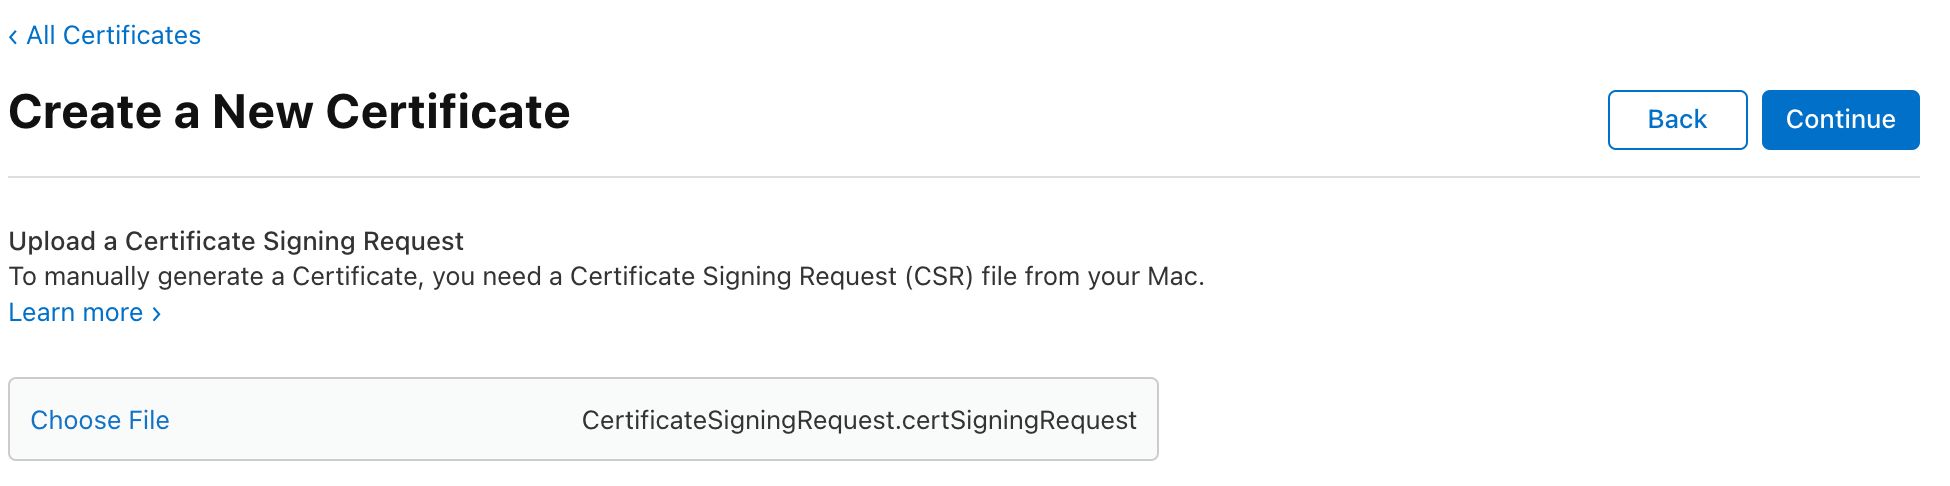 ‹ All Certificates
Create a New Certificate
Back
Continue
Upload a Certificate Signing Request
To manually generate a Certificate, you need a Certificate Signing Request (CSR) file from your Mac.
Learn more ›
Choose File
CertificateSigningRequest.certSigningRequest